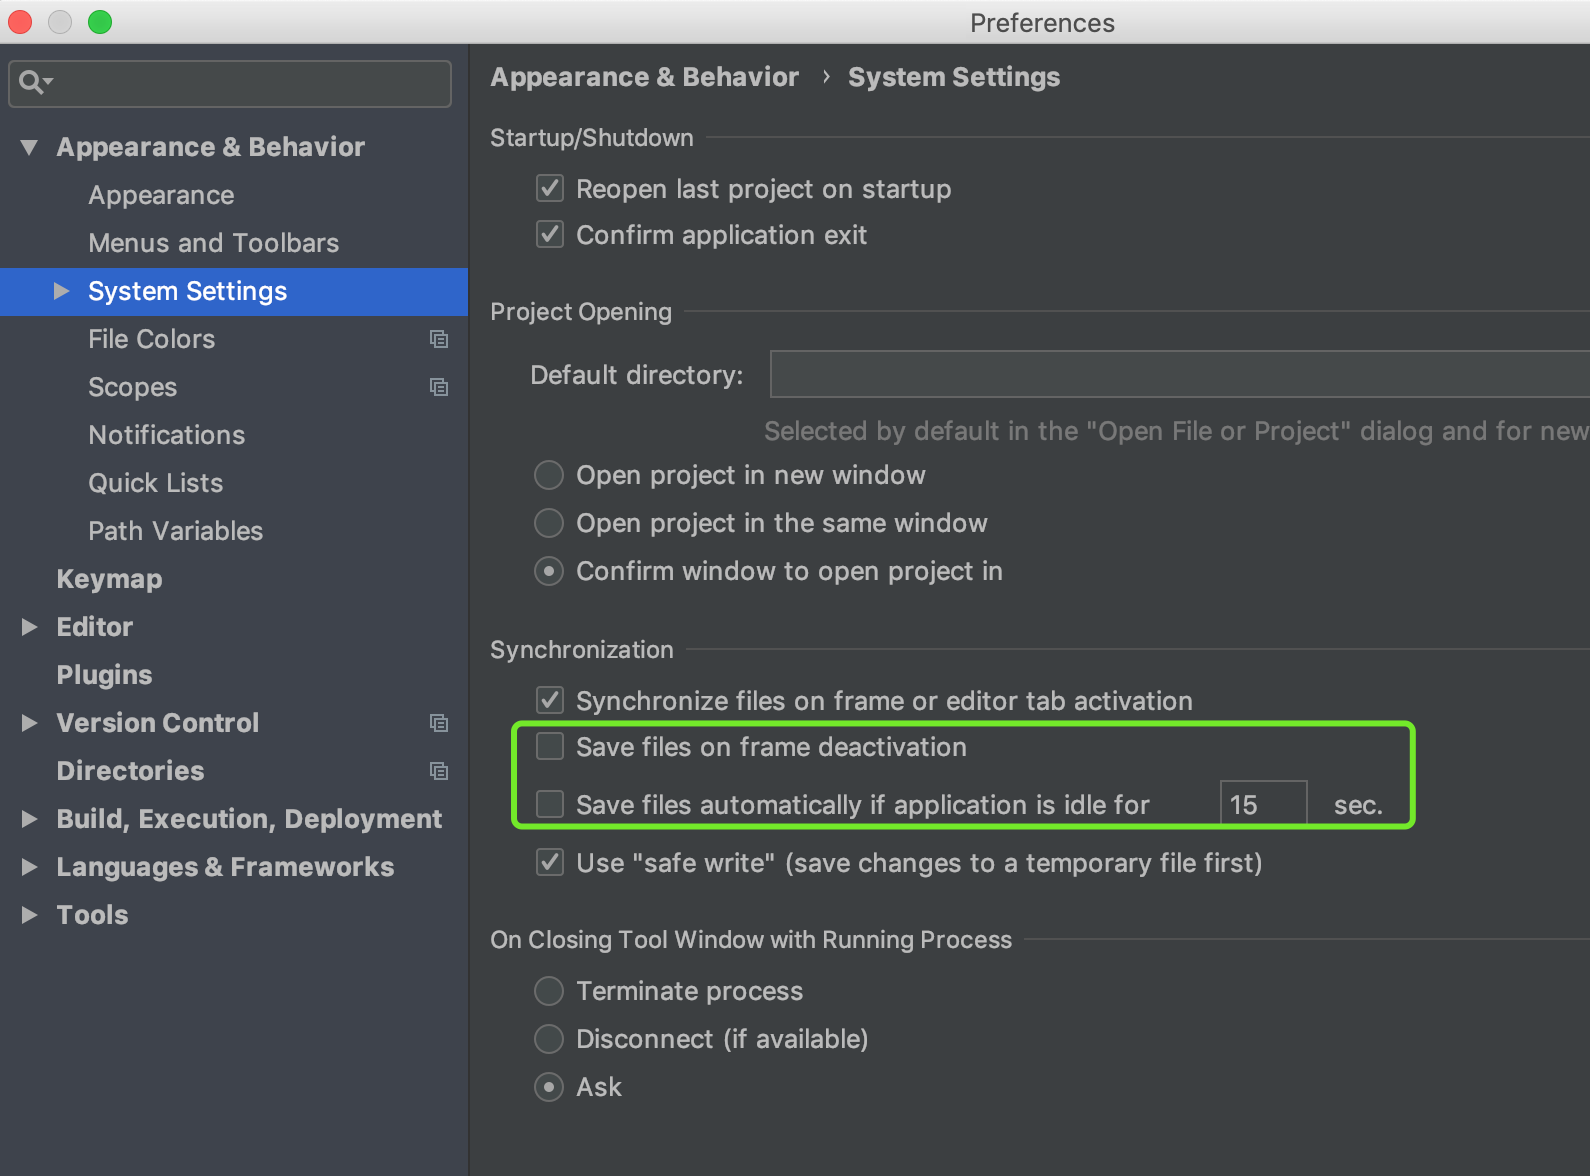 Preferences
Appearance & Behavior
Appearance
Menus and Toolbars
System Settings
File Colors
Scopes
Notifications
Quick Lists
Path Variables
Keymap
Editor
Plugins
Version Control
Directories
Build, Execution, Deployment
Languages & Frameworks
Tools
Appearance & Behavior › System Settings
Startup/Shutdown
Reopen last project on startup
Confirm application exit
Project Opening
Default directory:
Selected by default in the "Open File or Project" dialog and for new
Open project in new window
Open project in the same window
Confirm window to open project in
Synchronization
Synchronize files on frame or editor tab activation
Save files on frame deactivation
Save files automatically if application is idle for 15 sec.
Use "safe write" (save changes to a temporary file first)
On Closing Tool Window with Running Process
Terminate process
Disconnect (if available)
Ask